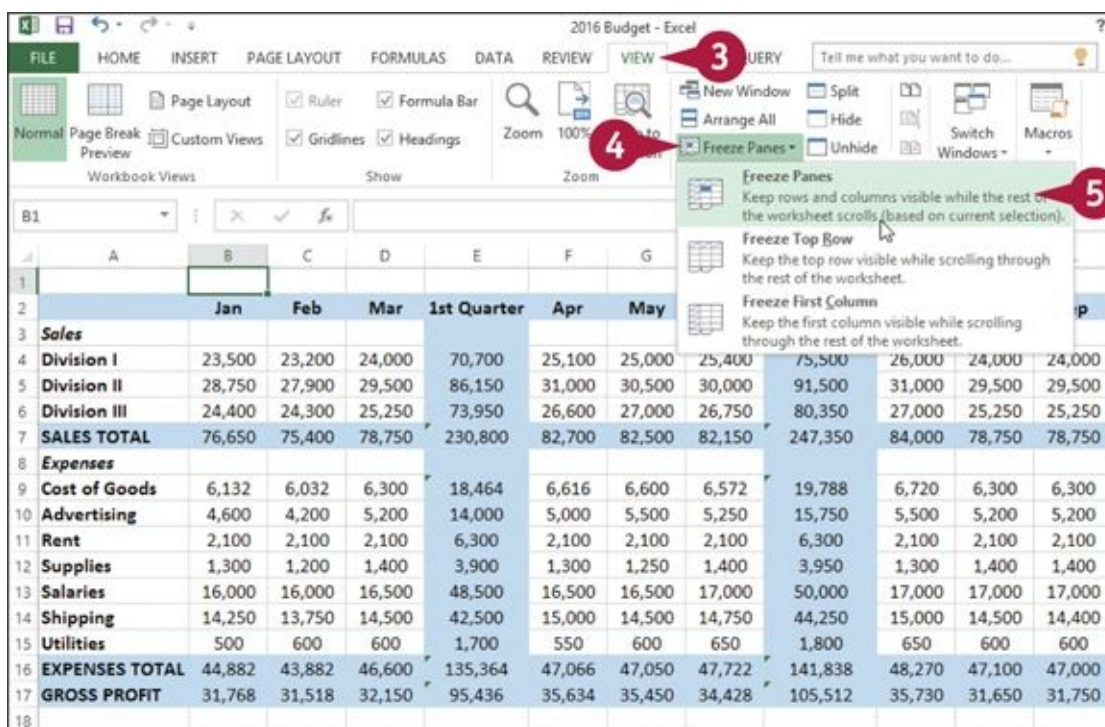 2016 Budget - Excel ?
FILE HOME INSERT PAGE LAYOUT FORMULAS DATA REVIEW VIEW 3 Tell me what you want to do...
Page Layout Ruler Formula Bar New Window Split
Normal Page Break Preview Custom Views Gridlines Headings Zoom 100% Arrange All Hide Switch Windows Macros
4 Freeze Panes Unhide
Workbook Views Show Zoom
Freeze Panes
Keep rows and columns visible while the rest of 5
the worksheet scrolls (based on current selection).
Freeze Top Row
Keep the top row visible while scrolling through
the rest of the worksheet.
Freeze First Column
Keep the first column visible while scrolling
through the rest of the worksheet.
B1 fx
A B C D E F G
1
2 Jan Feb Mar 1st Quarter Apr May
3 Sales
4 Division I 23,500 23,200 24,000 70,700 25,100 25,000 25,400 75,500 26,000 24,000 24,000
5 Division II 28,750 27,900 29,500 86,150 31,000 30,500 30,000 91,500 31,000 29,500 29,500
6 Division III 24,400 24,300 25,250 73,950 26,600 27,000 26,750 80,350 27,000 25,250 25,250
7 SALES TOTAL 76,650 75,400 78,750 230,800 82,700 82,500 82,150 247,350 84,000 78,750 78,750
8 Expenses
9 Cost of Goods 6,132 6,032 6,300 18,464 6,616 6,600 6,572 19,788 6,720 6,300 6,300
10 Advertising 4,600 4,200 5,200 14,000 5,000 5,500 5,250 15,750 5,500 5,200 5,200
11 Rent 2,100 2,100 2,100 6,300 2,100 2,100 2,100 6,300 2,100 2,100 2,100
12 Supplies 1,300 1,200 1,400 3,900 1,300 1,250 1,400 3,950 1,300 1,400 1,400
13 Salaries 16,000 16,000 16,500 48,500 16,500 16,500 17,000 50,000 17,000 17,000 17,000
14 Shipping 14,250 13,750 14,500 42,500 15,000 14,500 14,750 44,250 15,000 14,500 14,400
15 Utilities 500 600 600 1,700 550 600 650 1,800 650 600 600
16 EXPENSES TOTAL 44,882 43,882 46,600 135,364 47,066 47,050 47,722 141,838 48,270 47,100 47,000
17 GROSS PROFIT 31,768 31,518 32,150 95,436 35,634 35,450 34,428 105,512 35,730 31,650 31,750
18